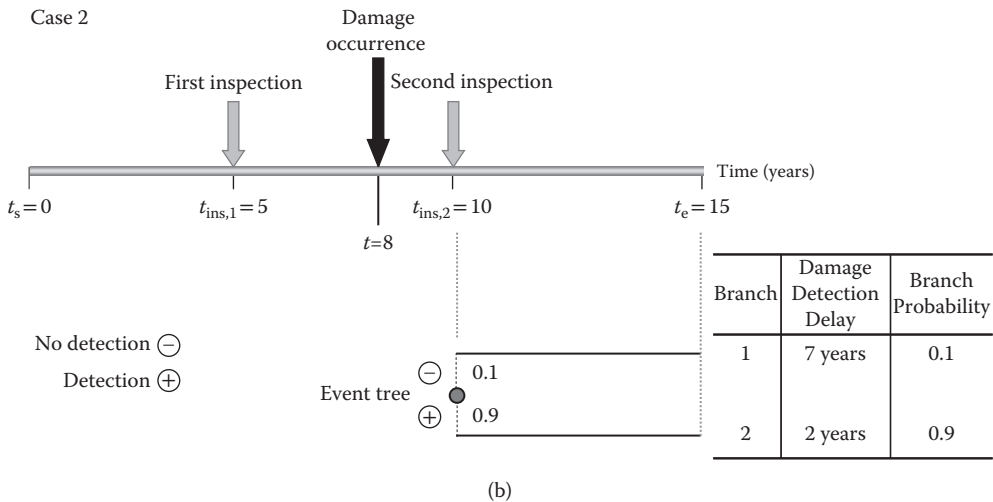 Case 2
Damage
occurrence
First inspection
Second inspection
Time (years)
t_s = 0
t_ins,1 = 5
t_ins,2 = 10
t_e = 15
t=8
Branch
Damage
Detection
Delay
Branch
Probability
1 7 years 0.1
2 2 years 0.9
No detection −
Detection +
Event tree
− 0.1
+ 0.9
(b)